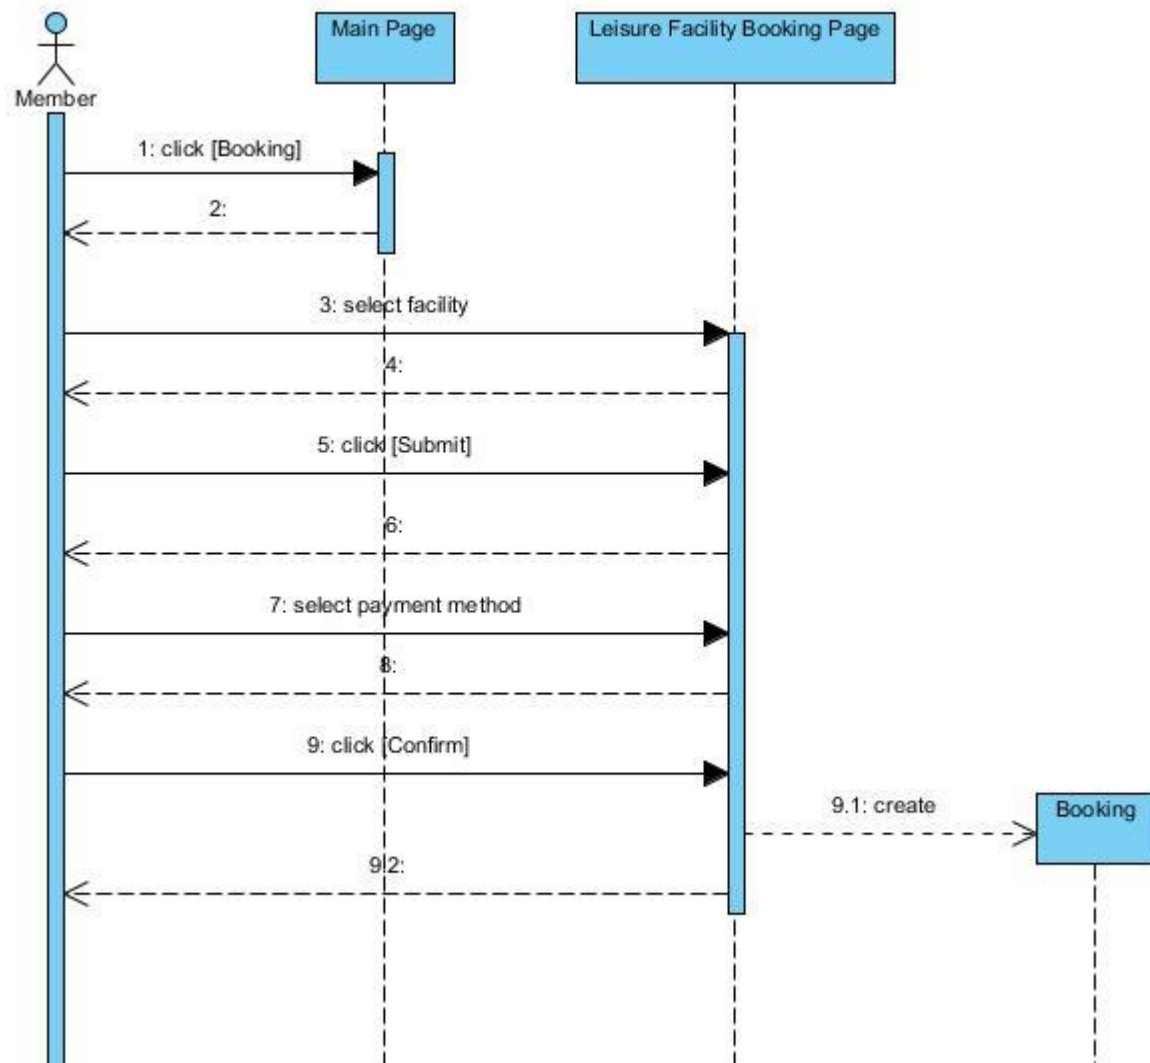 Main Page
Leisure Facility Booking Page
Member
1: click [Booking]
2:
3: select facility
4:
5: click [Submit]
6:
7: select payment method
8:
9: click [Confirm]
9.1: create
Booking
9.2: